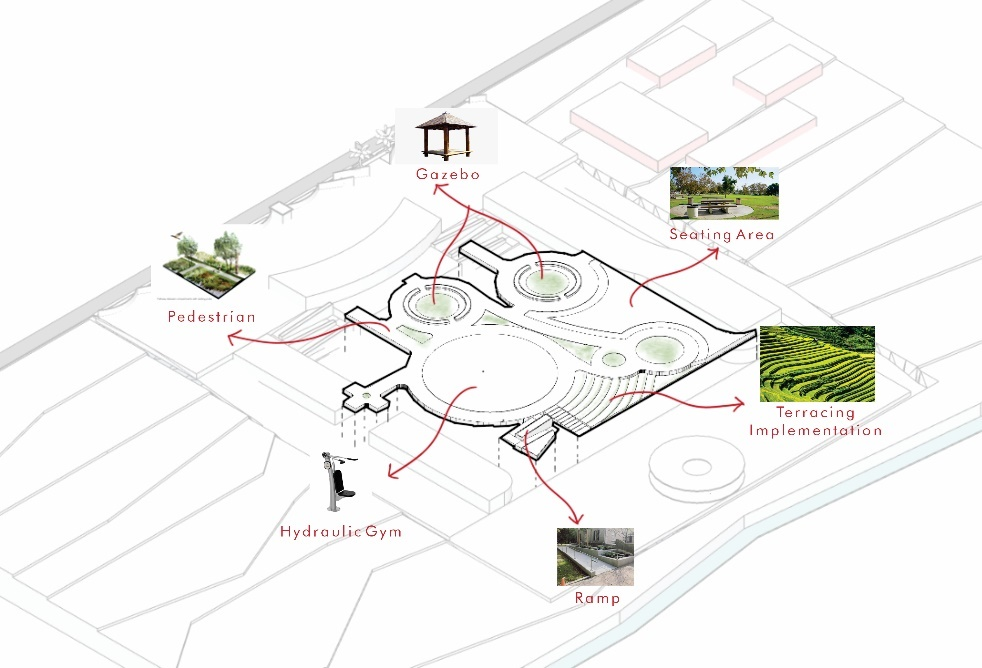 Gazebo
Seating Area
Pedestrian
Terracing
Implementation
Hydraulic Gym
Ramp